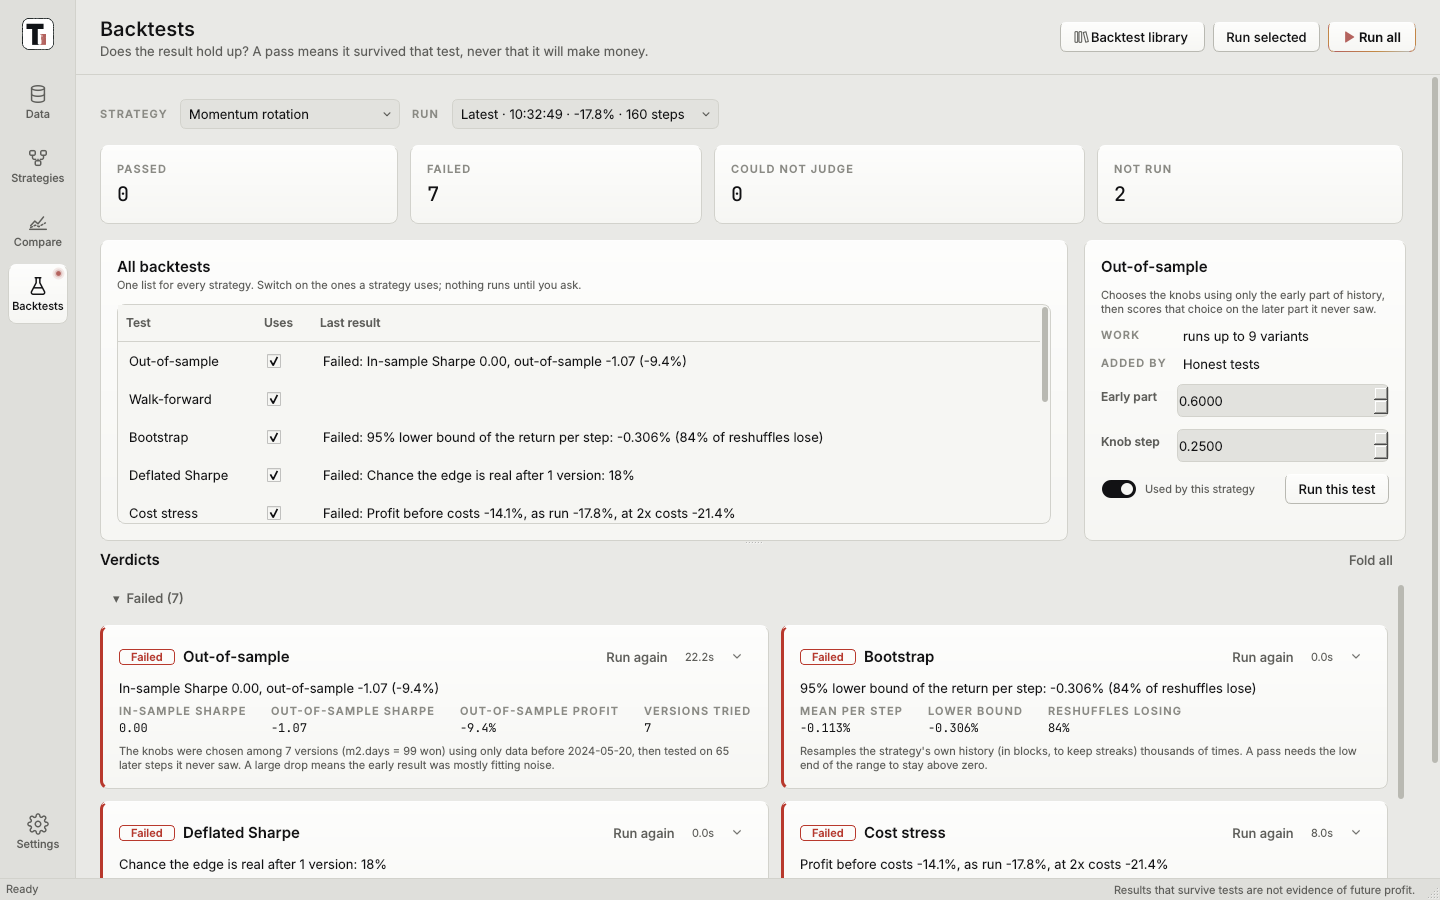 Backtests
Does the result hold up? A pass means it survived that test, never that it will make money.
Backtest library
Run selected
Run all
Data
Strategies
Compare
Backtests
Settings
STRATEGY
Momentum rotation
RUN
Latest · 10:32:49 · -17.8% · 160 steps
PASSED
0
FAILED
7
COULD NOT JUDGE
0
NOT RUN
2
All backtests
One list for every strategy. Switch on the ones a strategy uses; nothing runs until you ask.
Test Uses Last result
Out-of-sample Failed: In-sample Sharpe 0.00, out-of-sample -1.07 (-9.4%)
Walk-forward
Bootstrap Failed: 95% lower bound of the return per step: -0.306% (84% of reshuffles lose)
Deflated Sharpe Failed: Chance the edge is real after 1 version: 18%
Cost stress Failed: Profit before costs -14.1%, as run -17.8%, at 2x costs -21.4%
Out-of-sample
Chooses the knobs using only the early part of history,
then scores that choice on the later part it never saw.
WORK runs up to 9 variants
ADDED BY Honest tests
Early part 0.6000
Knob step 0.2500
Used by this strategy
Run this test
Verdicts
Fold all
▾ Failed (7)
Failed Out-of-sample Run again 22.2s
In-sample Sharpe 0.00, out-of-sample -1.07 (-9.4%)
IN-SAMPLE SHARPE OUT-OF-SAMPLE SHARPE OUT-OF-SAMPLE PROFIT VERSIONS TRIED
0.00 -1.07 -9.4% 7
The knobs were chosen among 7 versions (m2.days = 99 won) using only data before 2024-05-20, then tested on 65
later steps it never saw. A large drop means the early result was mostly fitting noise.
Failed Bootstrap Run again 0.0s
95% lower bound of the return per step: -0.306% (84% of reshuffles lose)
MEAN PER STEP LOWER BOUND RESHUFFLES LOSING
-0.113% -0.306% 84%
Resamples the strategy's own history (in blocks, to keep streaks) thousands of times. A pass needs the low
end of the range to stay above zero.
Failed Deflated Sharpe Run again 0.0s
Chance the edge is real after 1 version: 18%
Failed Cost stress Run again 8.0s
Profit before costs -14.1%, as run -17.8%, at 2x costs -21.4%
Ready
Results that survive tests are not evidence of future profit.